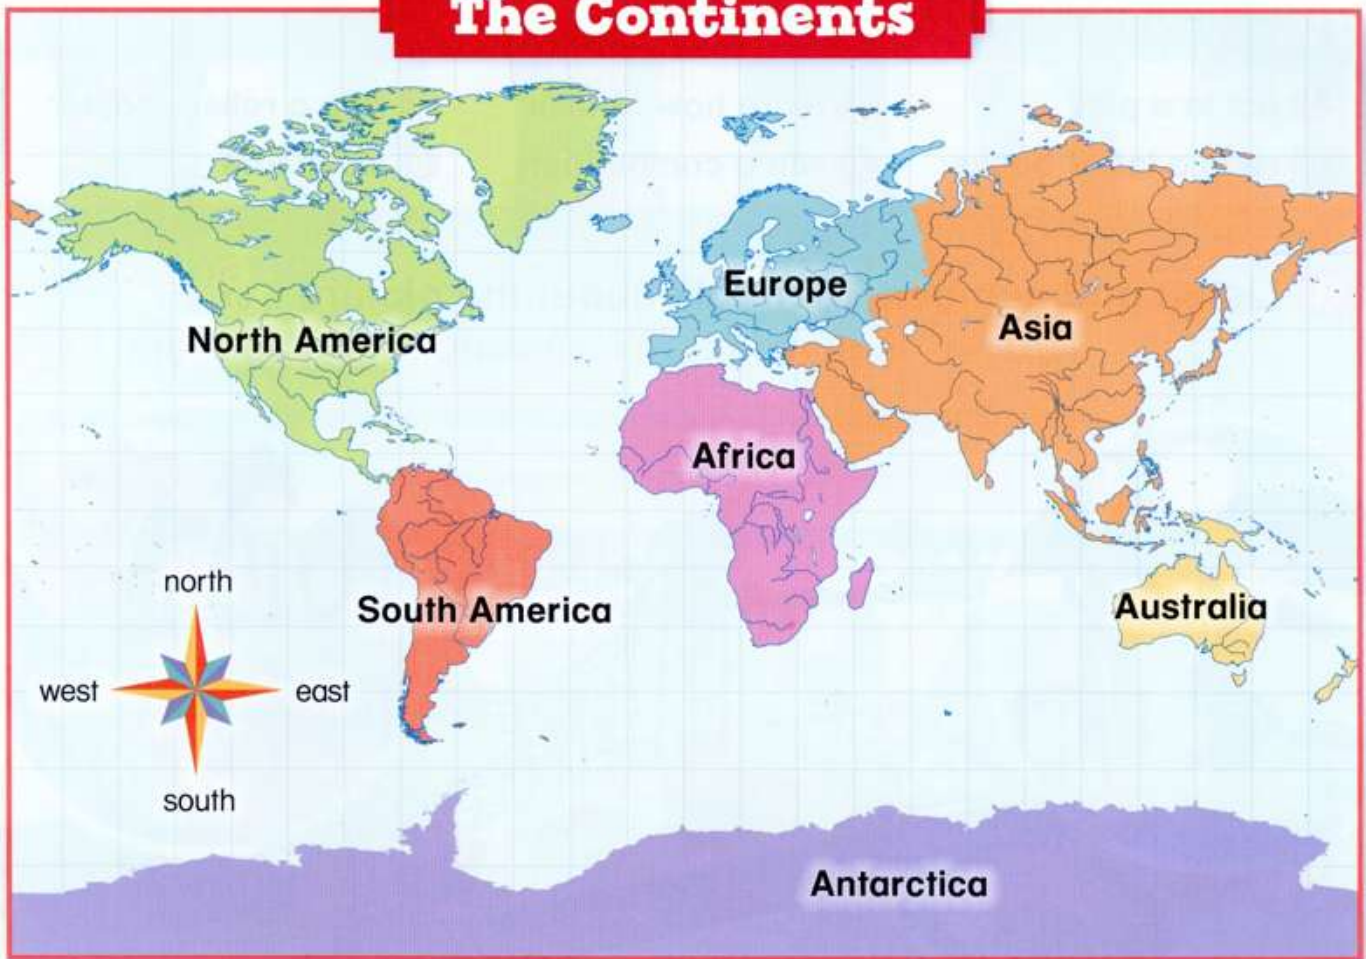 The Continents
Europe
Asia
North America
Africa
north
South America
Australia
west
east
south
Antarctica